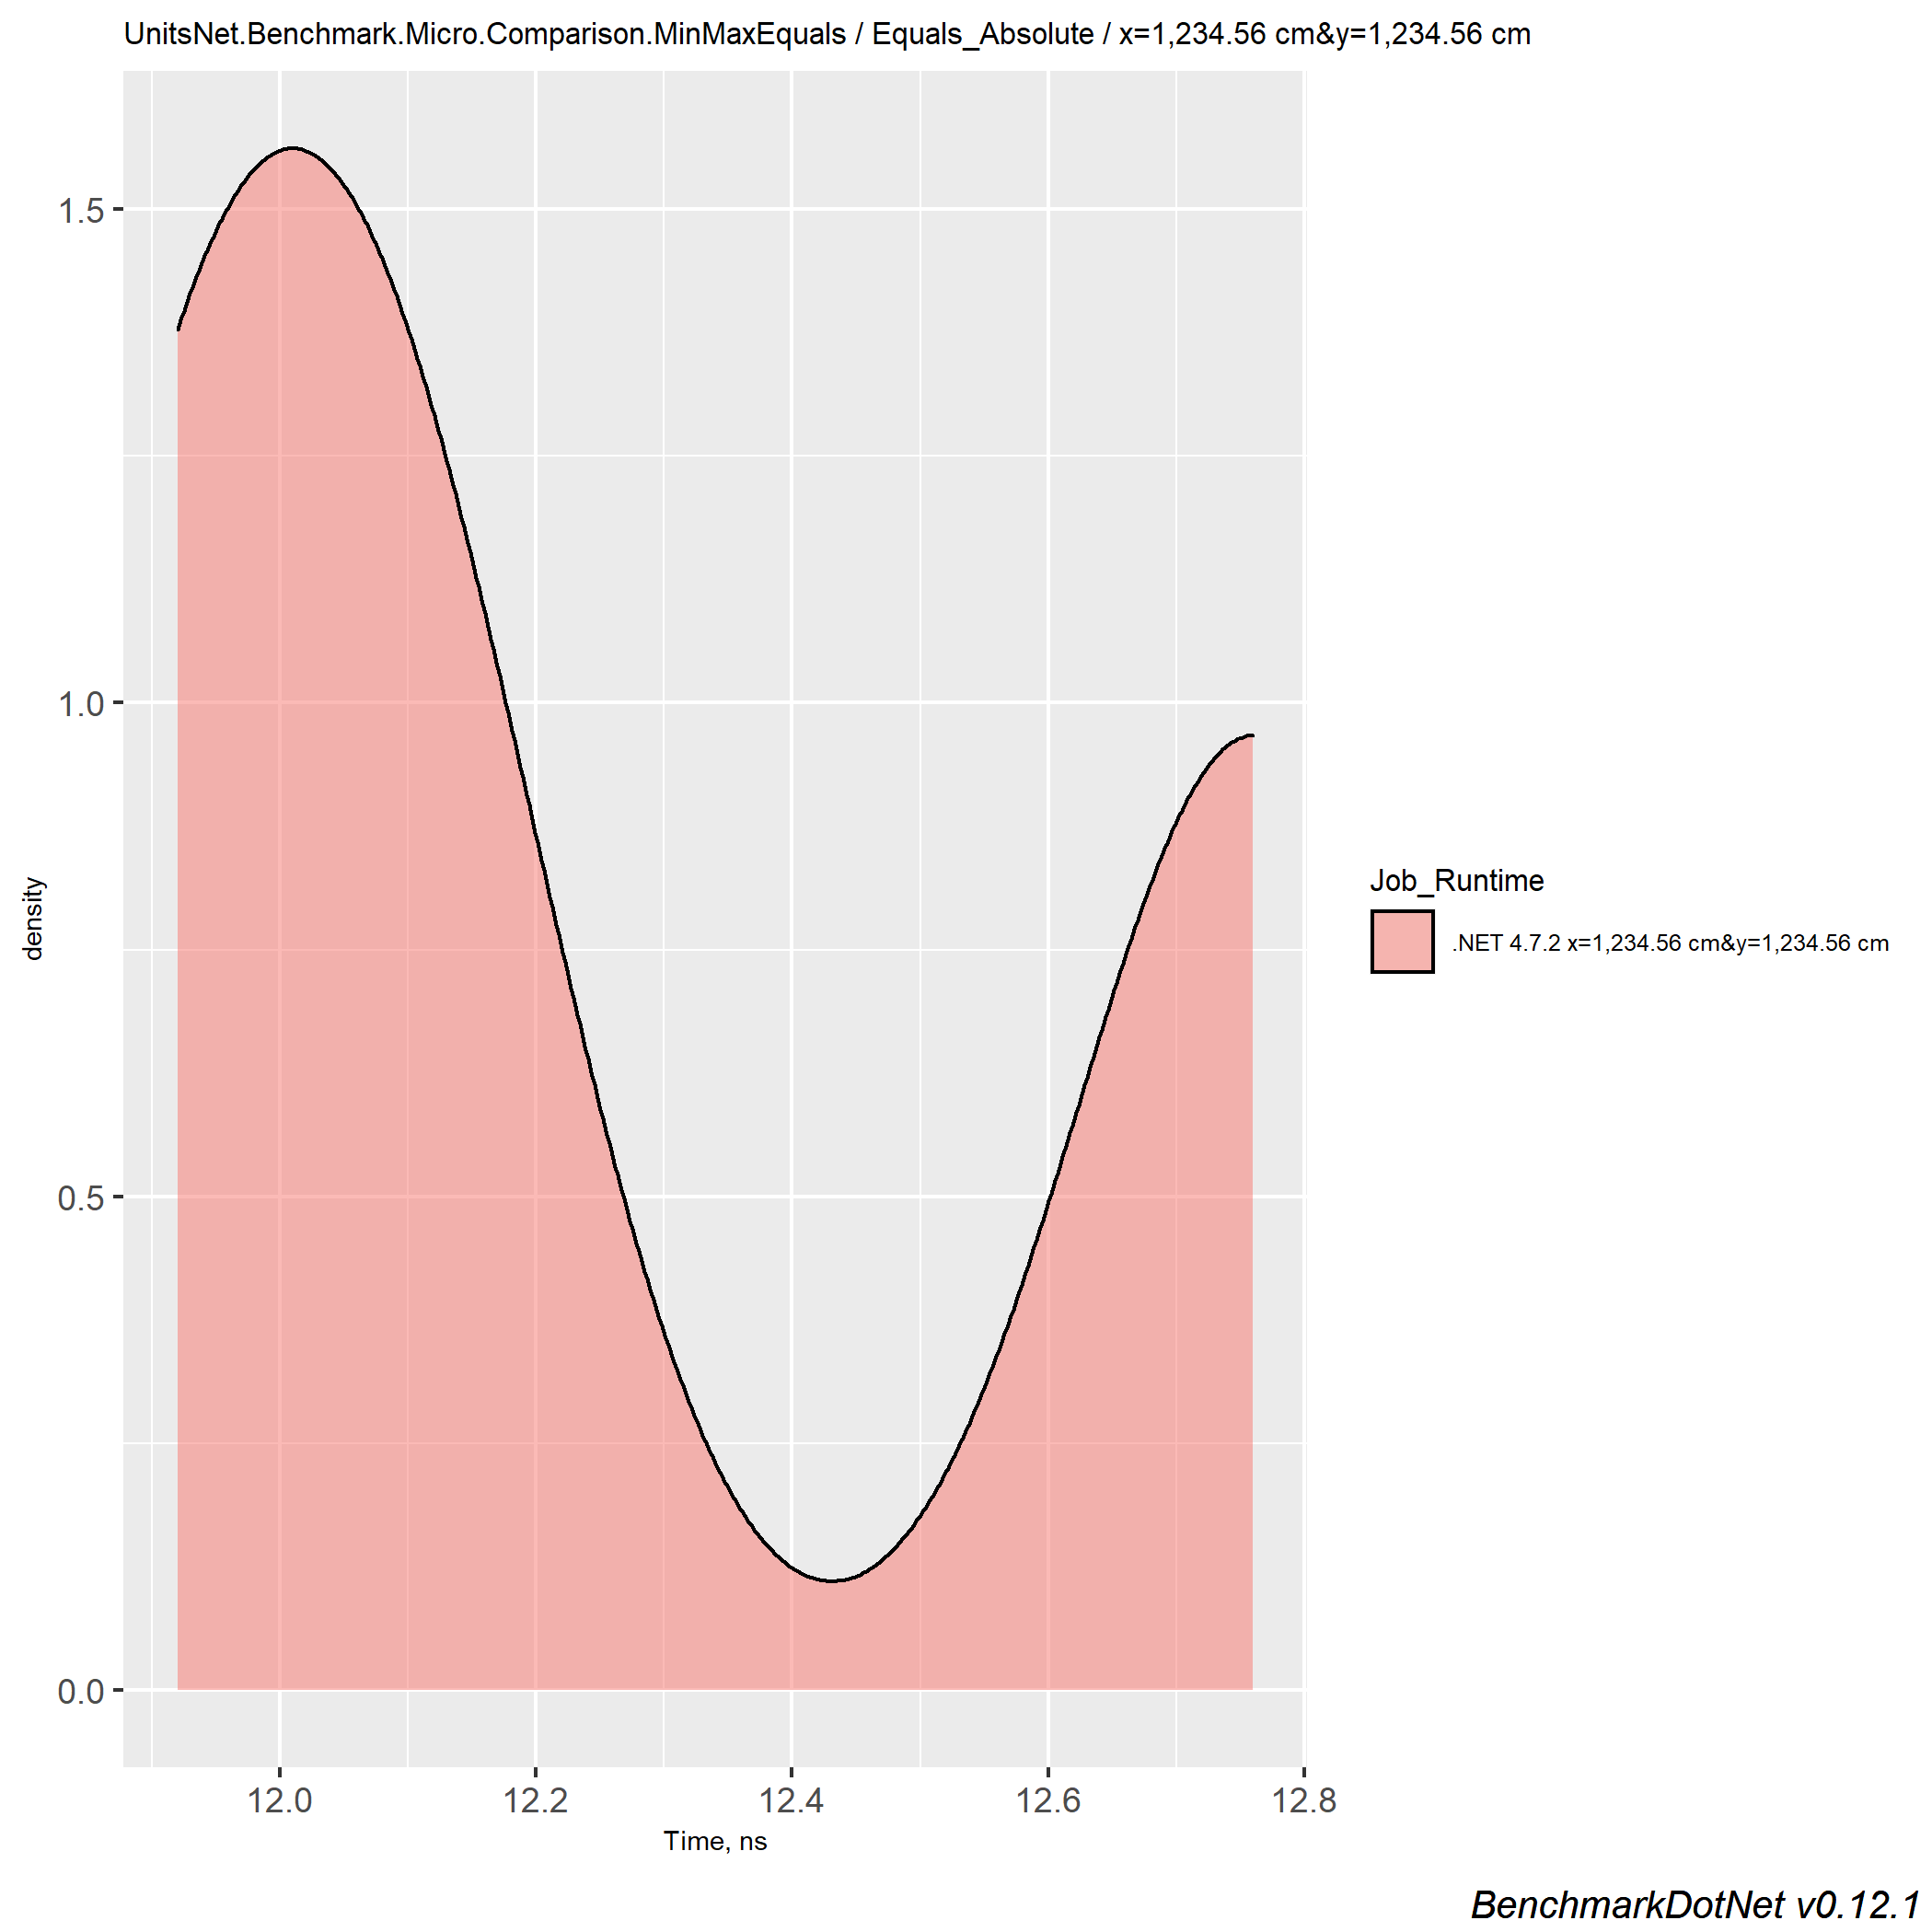 UnitsNet.Benchmark.Micro.Comparison.MinMaxEquals / Equals_Absolute / x=1,234.56 cm&y=1,234.56 cm
1.5
1.0
0.5
0.0
density
12.0 12.2 12.4 12.6 12.8
Time, ns
Job_Runtime
.NET 4.7.2 x=1,234.56 cm&y=1,234.56 cm
BenchmarkDotNet v0.12.1